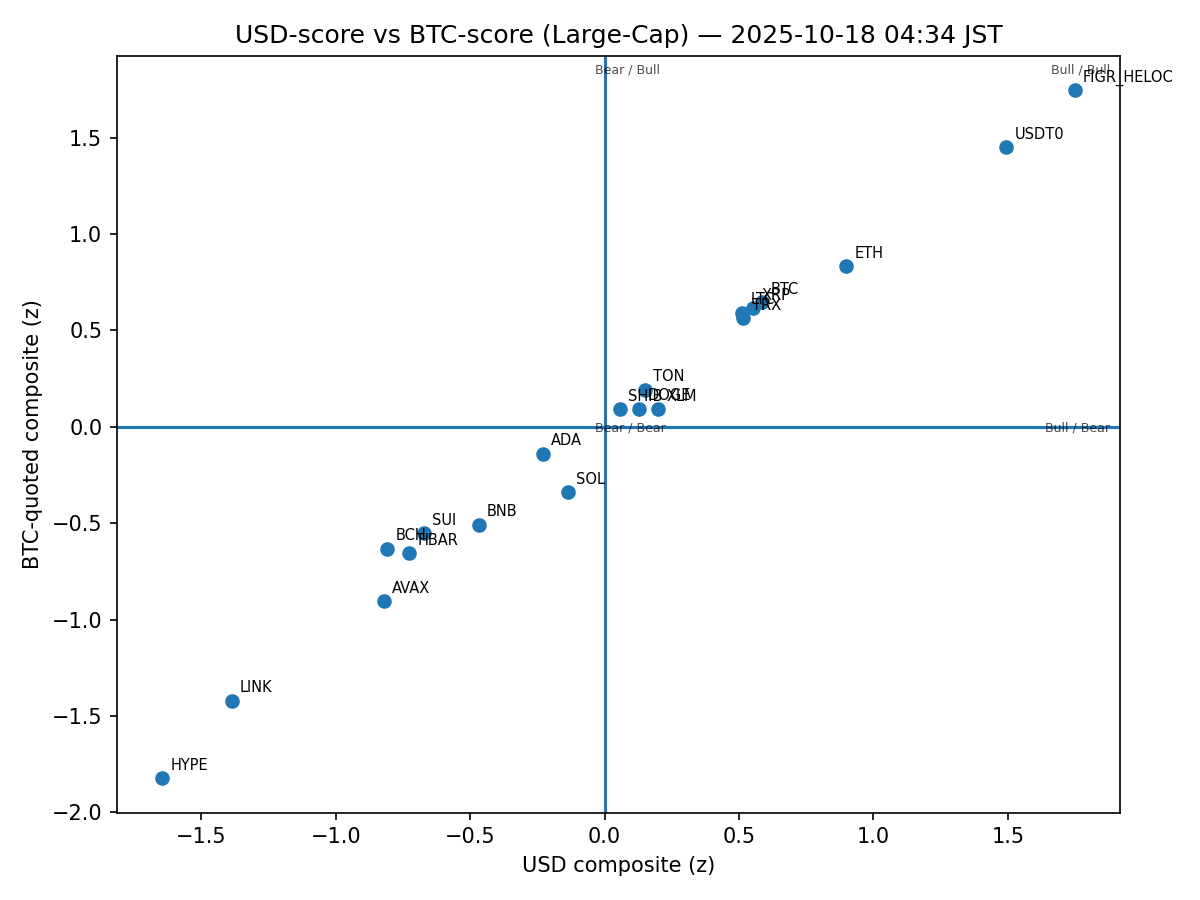 USD-score vs BTC-score (Large-Cap) — 2025-10-18 04:34 JST
Bear / Bull
Bull / Bull
FIGR_HELOC
USDT0
ETH
BTC
XRP
LTC
TRX
TON
SHIB
DOGE
XLM
Bear / Bear
Bull / Bear
ADA
SOL
BNB
SUI
BCH
HBAR
AVAX
LINK
HYPE
1.5
1.0
0.5
0.0
−0.5
−1.0
−1.5
−2.0
BTC-quoted composite (z)
−1.5
−1.0
−0.5
0.0
0.5
1.0
1.5
USD composite (z)